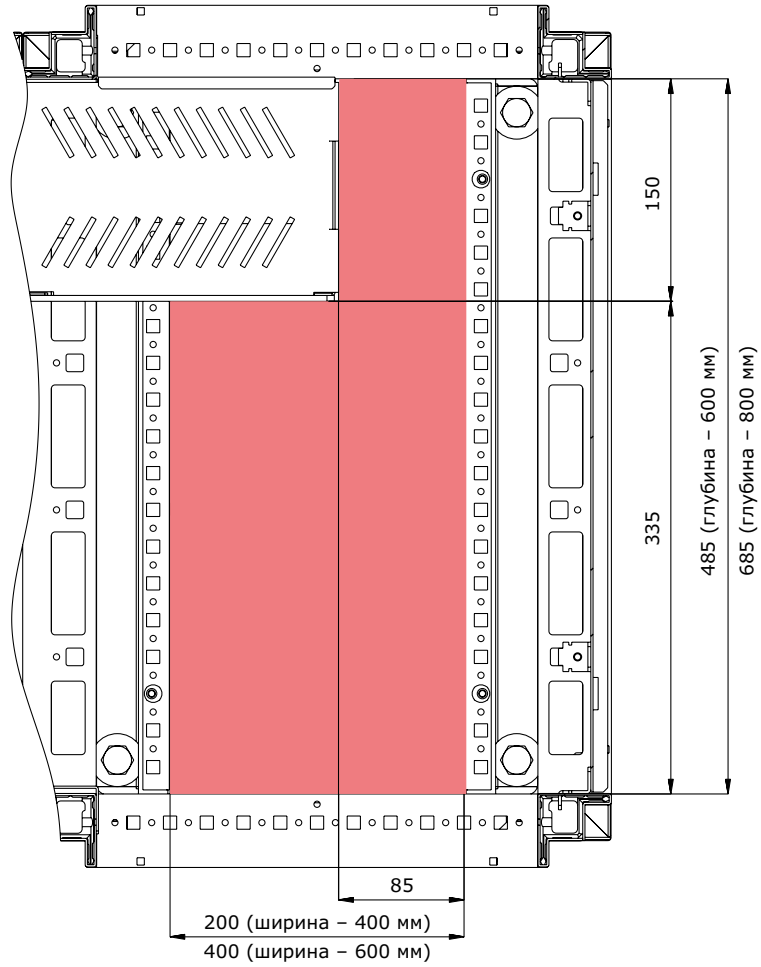 150
335
485 (глубина – 600 мм)
685 (глубина – 800 мм)
85
200 (ширина – 400 мм)
400 (ширина – 600 мм)